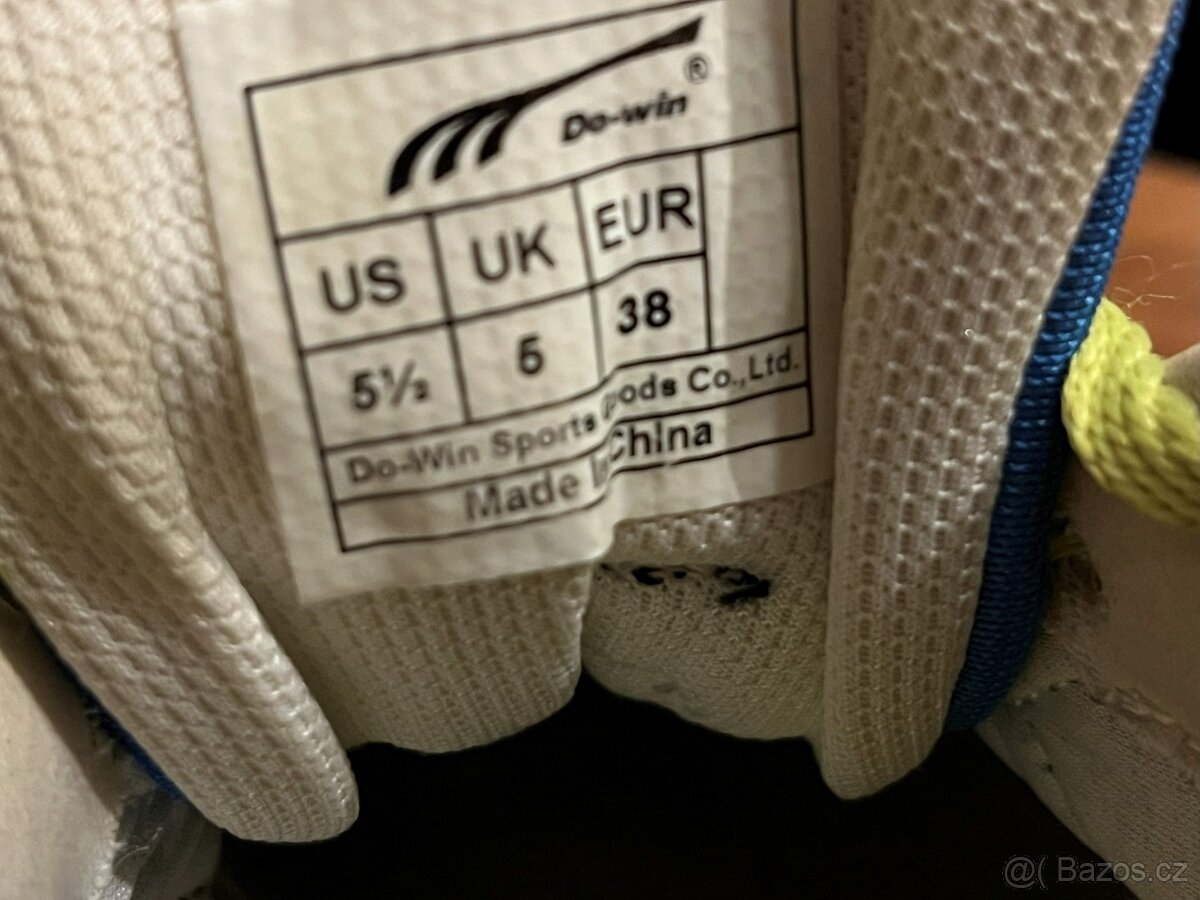 Do-win®
US UK EUR
5½ 5 38
Do-Win Sports Goods Co.,Ltd.
Made In China
@( Bazos.cz